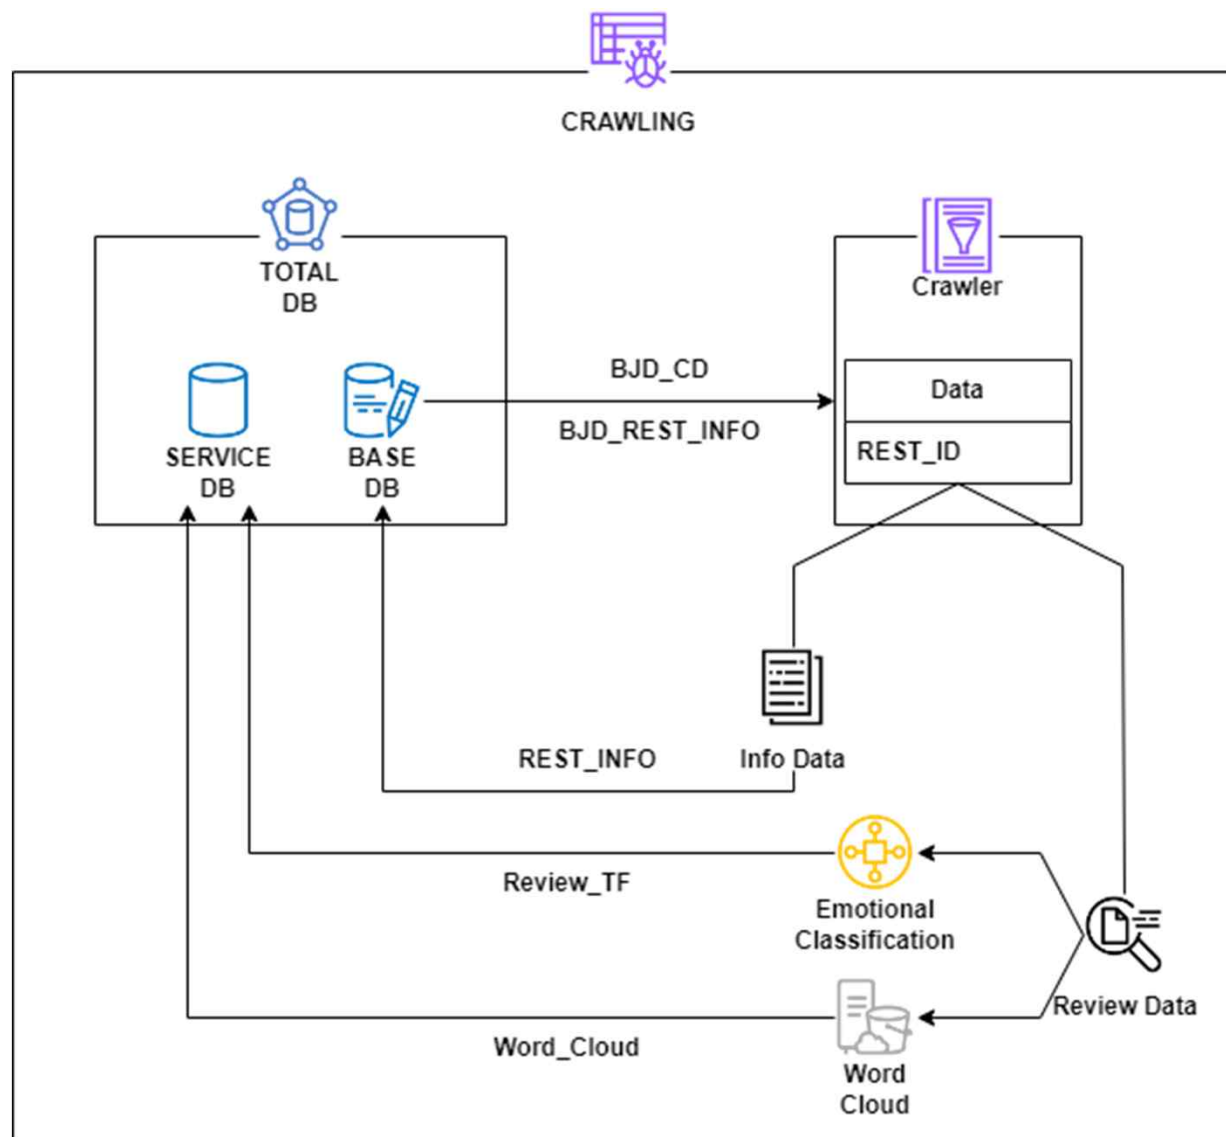 CRAWLING
TOTAL
DB
Crawler
BJD_CD
Data
BJD_REST_INFO
REST_ID
SERVICE
DB
BASE
DB
REST_INFO
Info Data
Review_TF
Emotional
Classification
Review Data
Word_Cloud
Word
Cloud